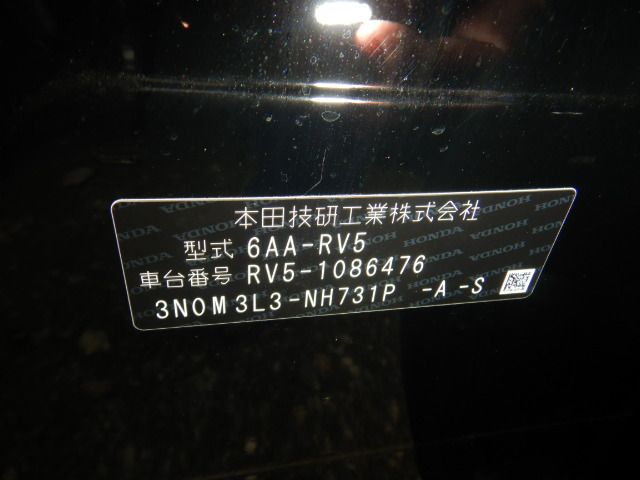 本田技研工業株式会社
型式 6AA-RV5
車台番号 RV5-1086476
3N0M3L3-NH731P -A -S